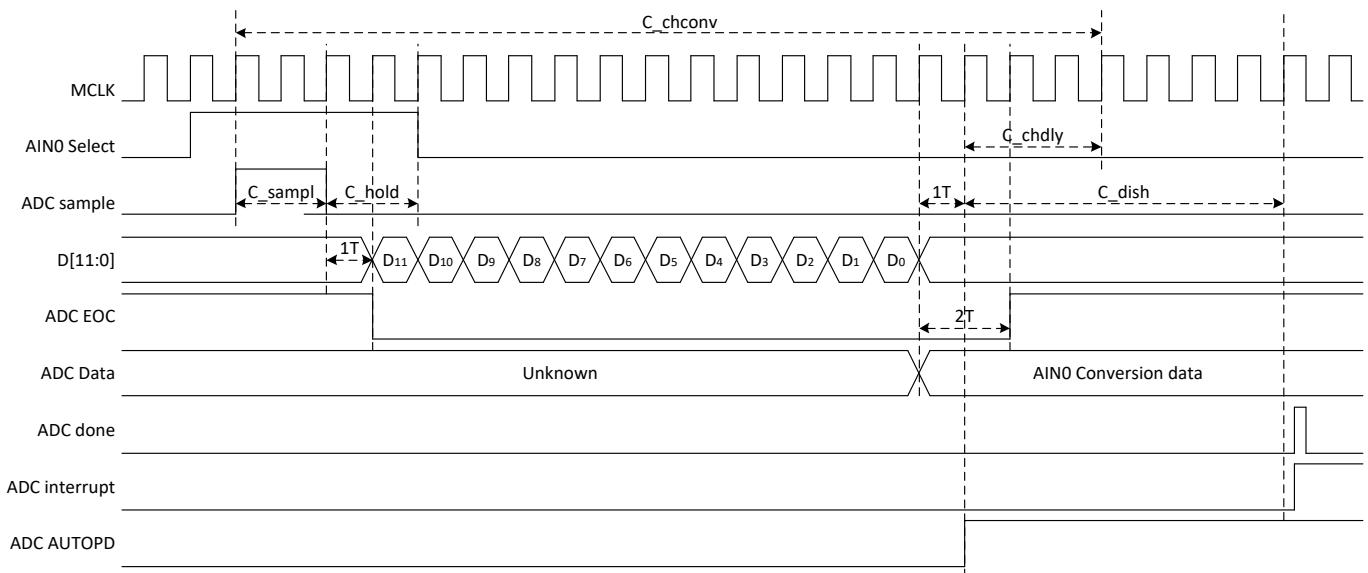 C_chconv
MCLK
AIN0 Select
C_chdly
ADC sample
C_sampl C_hold 1T C_dish
D[11:0]
1T D11 D10 D9 D8 D7 D6 D5 D4 D3 D2 D1 D0
ADC EOC
2T
ADC Data
Unknown AIN0 Conversion data
ADC done
ADC interrupt
ADC AUTOPD